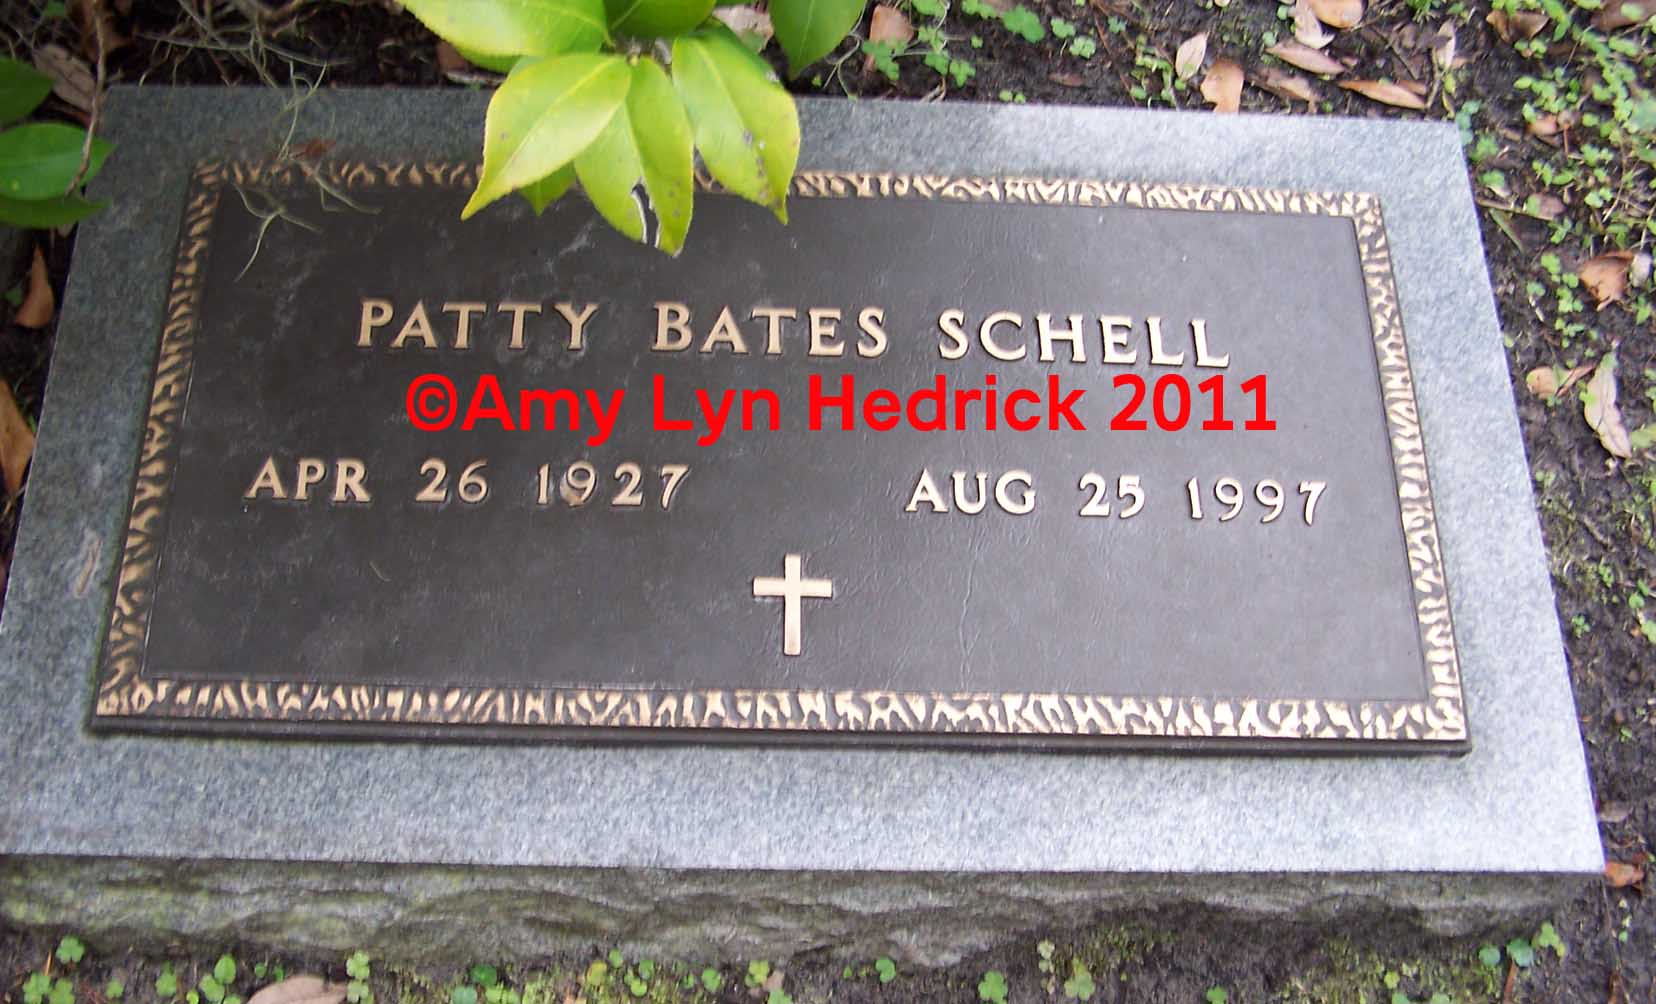 PATTY BATES SCHELL
©Amy Lyn Hedrick 2011
APR 26 1927 AUG 25 1997